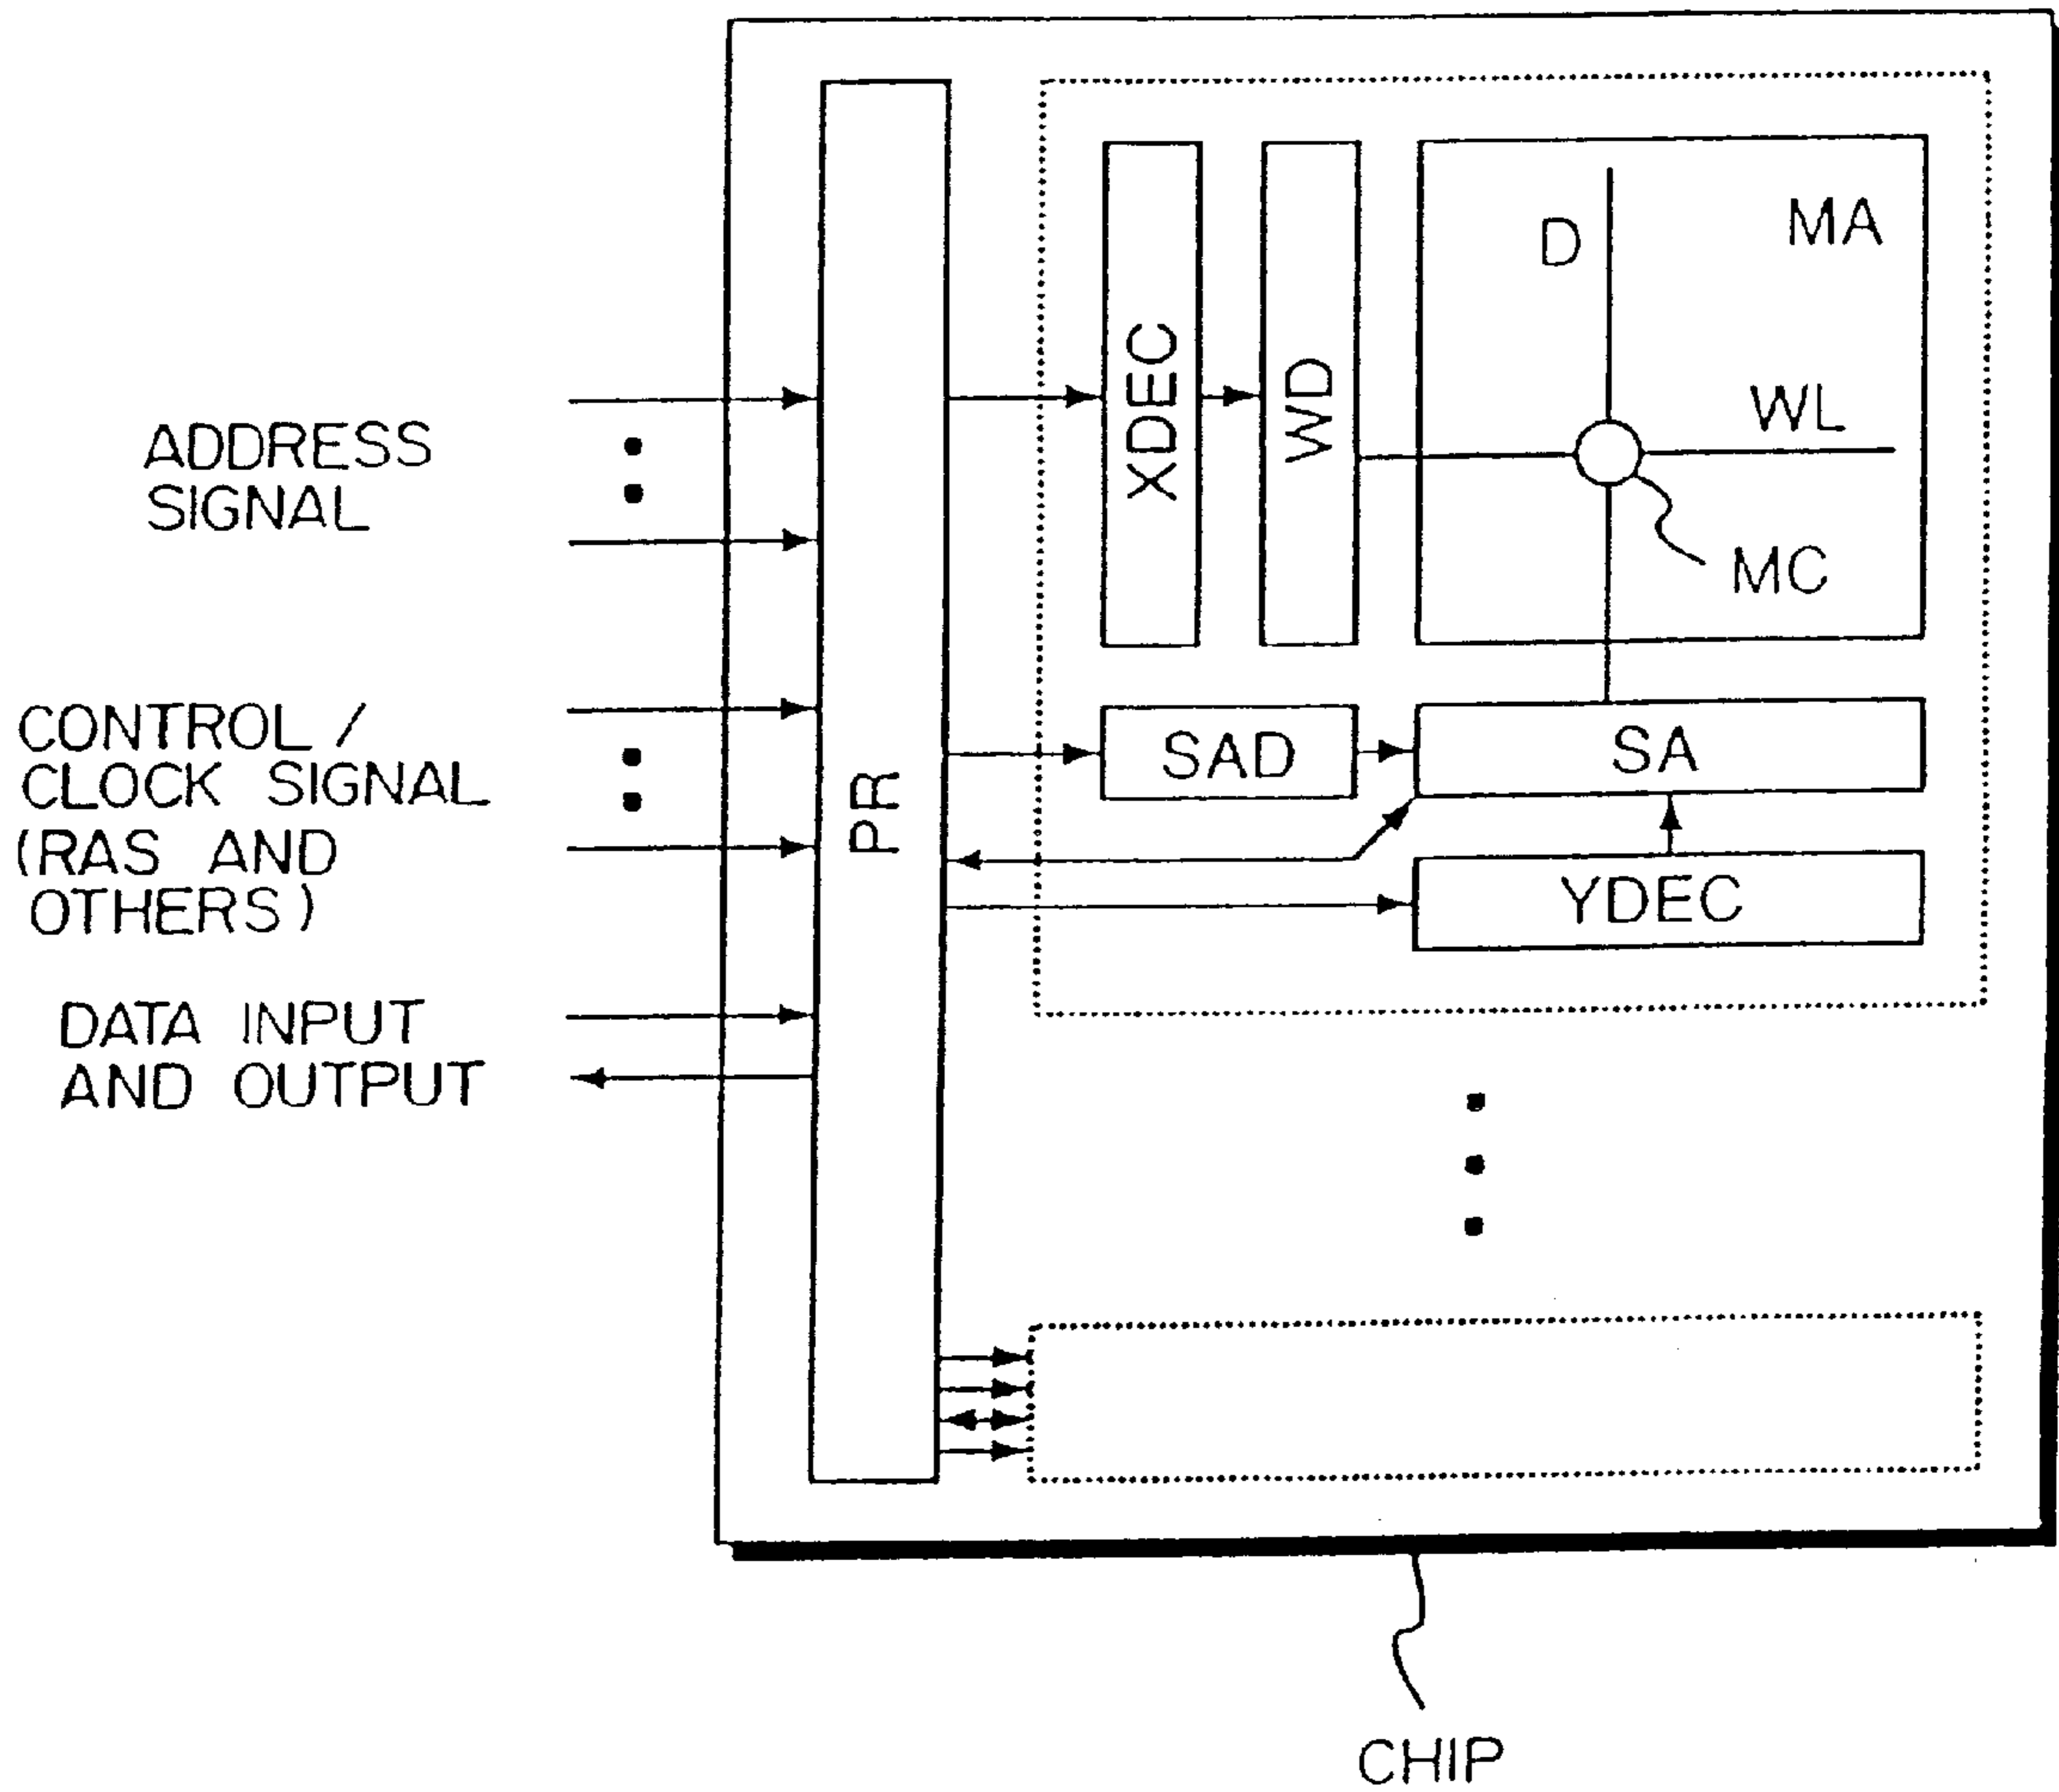 ADDRESS
SIGNAL
CONTROL /
CLOCK SIGNAL
(RAS AND
OTHERS)
DATA INPUT
AND OUTPUT
PR
XDEC
WD
D
MA
WL
MC
SAD
SA
YDEC
CHIP